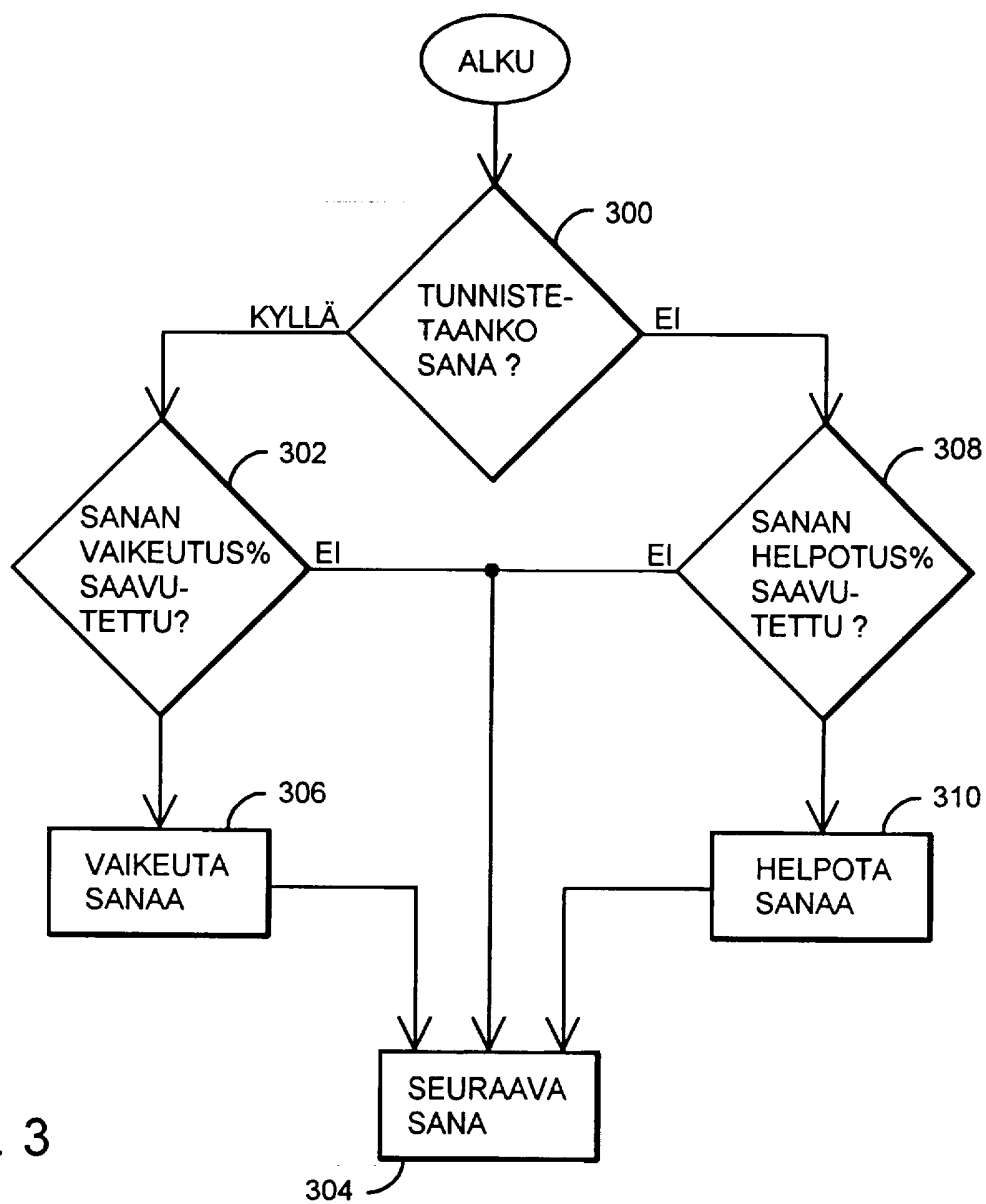 ALKU
300
TUNNISTE-
TAANKO
SANA ?
KYLLÄ
EI
302
SANAN
VAIKEUTUS%
SAAVU-
TETTU?
EI
308
SANAN
HELPOTUS%
SAAVU-
TETTU ?
EI
306
VAIKEUTA
SANAA
310
HELPOTA
SANAA
SEURAAVA
SANA
304
. 3